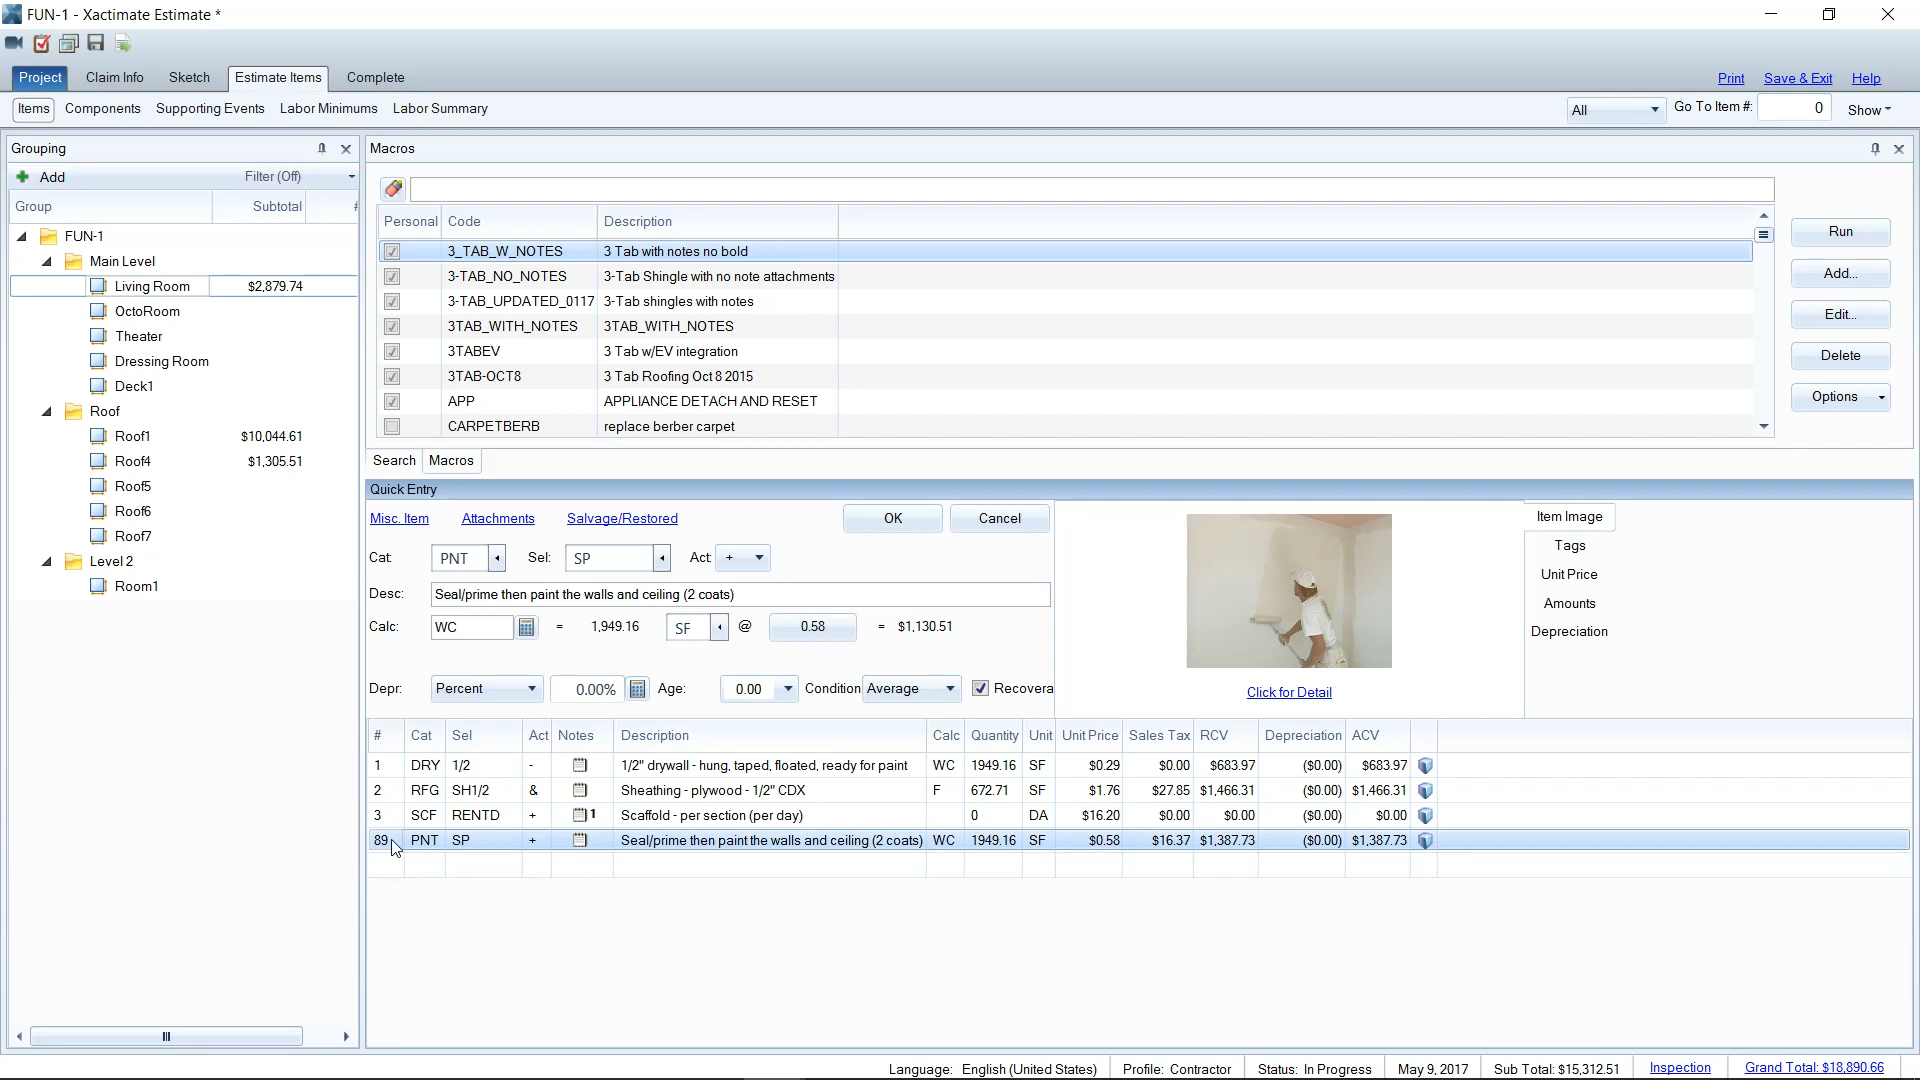 FUN-1 - Xactimate Estimate *
Project Claim Info Sketch Estimate Items Complete Print Save & Exit Help
Items Components Supporting Events Labor Minimums Labor Summary All Go To Item #: 0 Show
Grouping
Add Filter (Off)
Group Subtotal #
FUN-1
Main Level
Living Room $2,879.74
OctoRoom
Theater
Dressing Room
Deck1
Roof
Roof1 $10,044.61
Roof4 $1,305.51
Roof5
Roof6
Roof7
Level 2
Room1
Macros
Personal Code Description
3_TAB_W_NOTES 3 Tab with notes no bold
3-TAB_NO_NOTES 3-Tab Shingle with no note attachments
3-TAB_UPDATED_0117 3-Tab shingles with notes
3TAB_WITH_NOTES 3TAB_WITH_NOTES
3TABEV 3 Tab w/EV integration
3TAB-OCT8 3 Tab Roofing Oct 8 2015
APP APPLIANCE DETACH AND RESET
CARPETBERB replace berber carpet
Run
Add...
Edit...
Delete
Options
Search Macros
Quick Entry
Misc. Item Attachments Salvage/Restored OK Cancel
Cat: PNT Sel: SP Act: +
Desc: Seal/prime then paint the walls and ceiling (2 coats)
Calc: WC = 1,949.16 SF @ 0.58 = $1,130.51
Depr: Percent 0.00% Age: 0.00 Condition Average Recovera
Click for Detail
Item Image
Tags
Unit Price
Amounts
Depreciation
# Cat Sel Act Notes Description Calc Quantity Unit Unit Price Sales Tax RCV Depreciation ACV
1 DRY 1/2 - 1/2" drywall - hung, taped, floated, ready for paint WC 1949.16 SF $0.29 $0.00 $683.97 ($0.00) $683.97
2 RFG SH1/2 & Sheathing - plywood - 1/2" CDX F 672.71 SF $1.76 $27.85 $1,466.31 ($0.00) $1,466.31
3 SCF RENTD + 1 Scaffold - per section (per day) 0 DA $16.20 $0.00 $0.00 ($0.00) $0.00
89 PNT SP + Seal/prime then paint the walls and ceiling (2 coats) WC 1949.16 SF $0.58 $16.37 $1,387.73 ($0.00) $1,387.73
Language: English (United States) Profile: Contractor Status: In Progress May 9, 2017 Sub Total: $15,312.51 Inspection Grand Total: $18,890.66